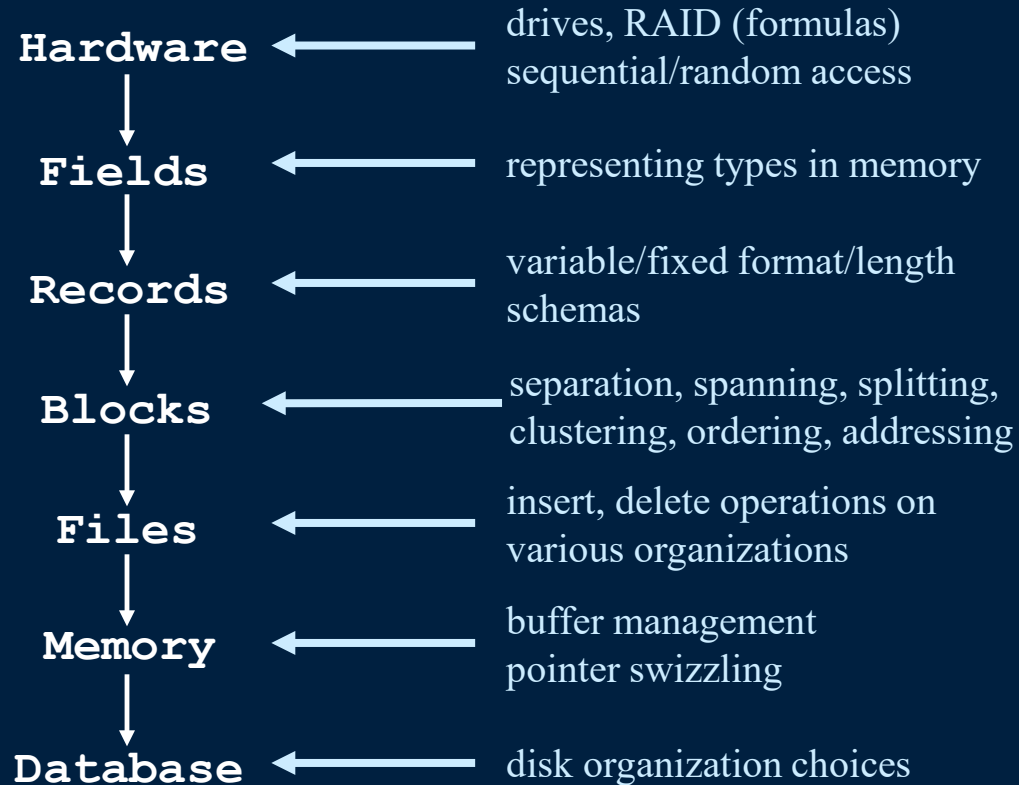 Hardware
drives, RAID (formulas)
sequential/random access
Fields
representing types in memory
Records
variable/fixed format/length
schemas
Blocks
separation, spanning, splitting,
clustering, ordering, addressing
Files
insert, delete operations on
various organizations
Memory
buffer management
pointer swizzling
Database
disk organization choices